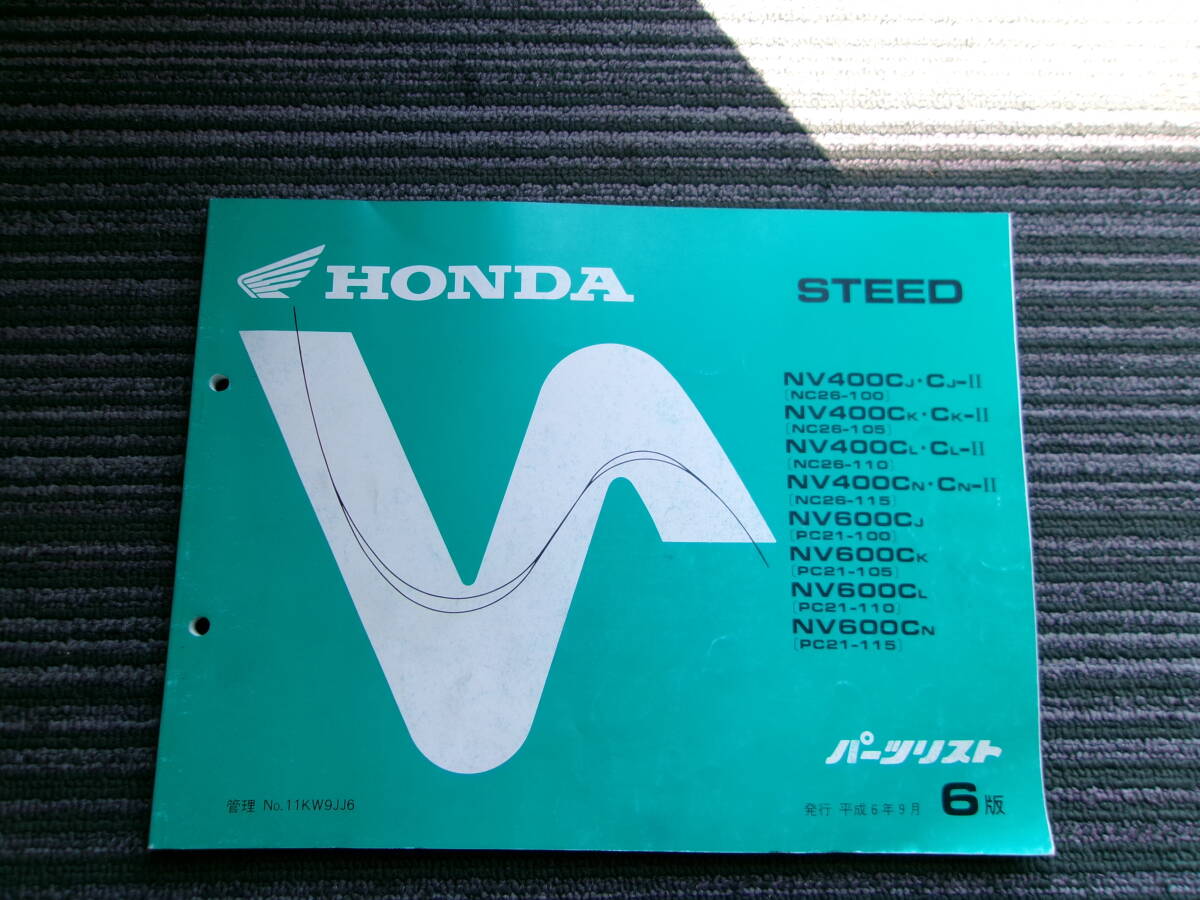 HONDA
STEED
NV400CJ・CJ-II
[NC26-100]
NV400CK・CK-II
[NC26-105]
NV400CL・CL-II
[NC26-110]
NV400CN・CN-II
[NC26-115]
NV600CJ
[PC21-100]
NV600CK
[PC21-105]
NV600CL
[PC21-110]
NV600CN
[PC21-115]
パーツリスト
管理 No.11KW9JJ6
発行 平成6年9月 6版